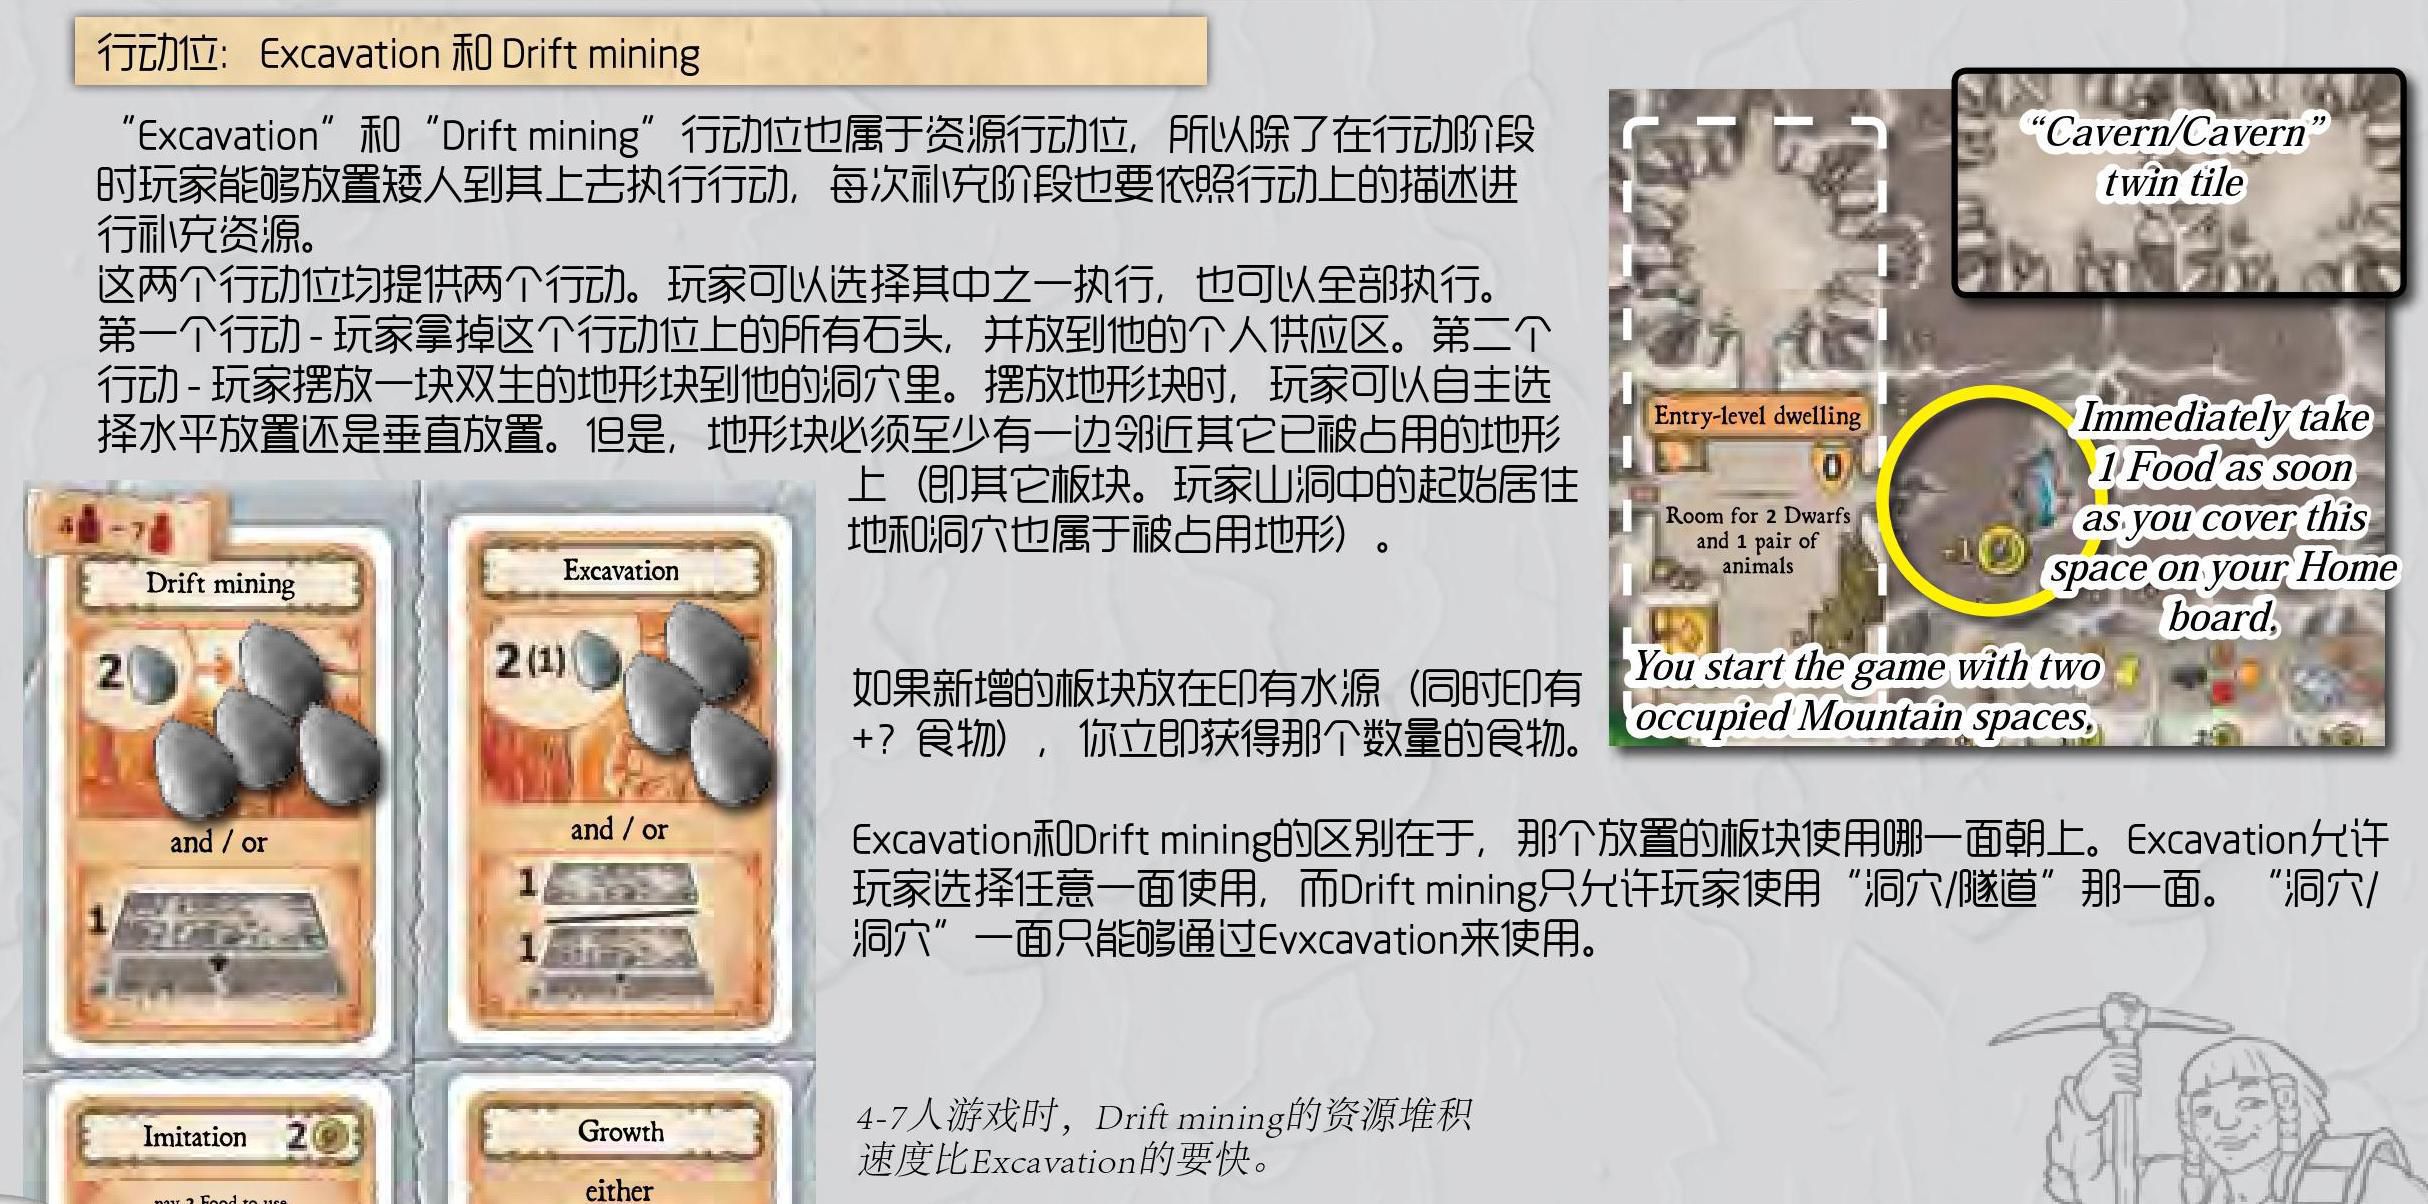 行动位： Excavation 和 Drift mining
“Excavation”和“Drift mining”行动位也属于资源行动位，所以除了在行动阶段
时玩家能够放置矮人到其上去执行行动，每次补充阶段也要依照行动上的描述进
行补充资源。
这两个行动位均提供两个行动。玩家可以选择其中之一执行，也可以全部执行。
第一个行动 - 玩家拿掉这个行动位上的所有石头，并放到他的个人供应区。第二个
行动 - 玩家摆放一块双生的地形块到他的洞穴里。摆放地形块时，玩家可以自主选
择水平放置还是垂直放置。但是，地形块必须至少有一边邻近其它已被占用的地形
上（即其它板块。玩家山洞中的起始居住
地和洞穴也属于被占用地形）。
如果新增的板块放在印有水源（同时印有
+？食物），你立即获得那个数量的食物。
Excavation和Drift mining的区别在于，那个放置的板块使用哪一面朝上。Excavation允许
玩家选择任意一面使用，而Drift mining只允许玩家使用“洞穴/隧道”那一面。“洞穴/
洞穴”一面只能够通过Evxcavation来使用。
4-7人游戏时，Drift mining的资源堆积
速度比Excavation的要快。
“Cavern/Cavern”
twin tile
Entry-level dwelling
0
Room for 2 Dwarfs
and 1 pair of
animals
Immediately take
1 Food as soon
as you cover this
space on your Home
board.
You start the game with two
occupied Mountain spaces.
4 - 7
Drift mining
2
and / or
1
Excavation
2(1)
and / or
1
1
Imitation 2
pay 2 Food to use
Growth
either